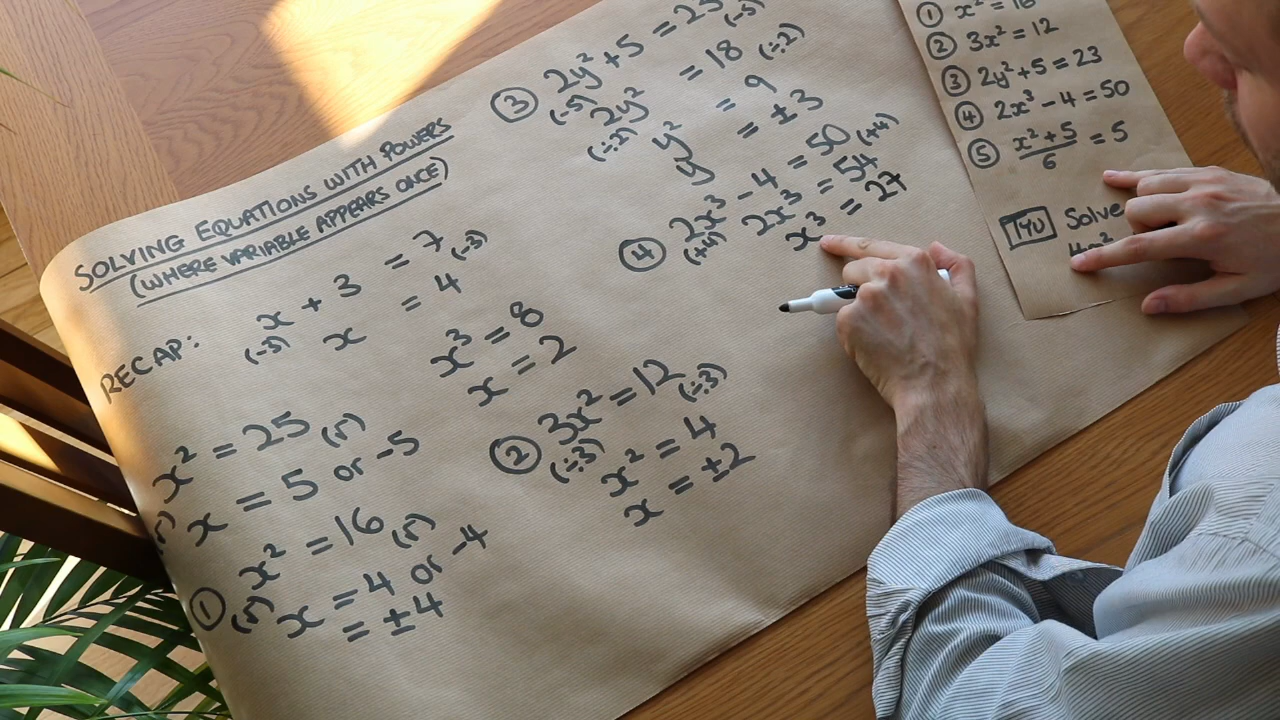 SOLVING EQUATIONS WITH POWERS
(WHERE VARIABLE APPEARS ONCE)
RECAP: x + 3 = 7
(-3) x = 4 (-3)
x² = 25 (√)
(√) x = 5 or -5
x³ = 8
x = 2
① x² = 16 (√)
(√) x = 4 or -4
= ±4
② 3x² = 12 (÷3)
(÷3) x² = 4
x = ±2
③ 2y² + 5 = 23 (-5)
(-5) 2y² = 18 (÷2)
(÷2) y² = 9
y = ±3
④ 2x³ - 4 = 50 (+4)
(+4) 2x³ = 54
x³ = 27
① x² = 16
② 3x² = 12
③ 2y² + 5 = 23
④ 2x³ - 4 = 50
⑤ x² + 5 = 5
6
TYU Solve